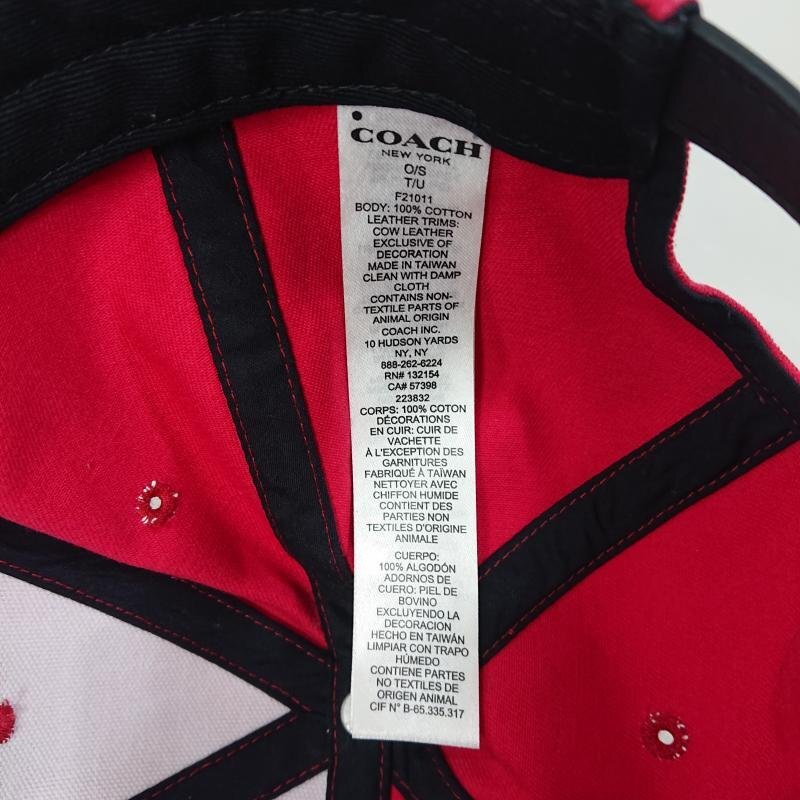 COACH
NEW YORK
O/S
T/U
F21011
BODY: 100% COTTON
LEATHER TRIMS:
COW LEATHER
EXCLUSIVE OF
DECORATION
MADE IN TAIWAN
CLEAN WITH DAMP
CLOTH
CONTAINS NON-
TEXTILE PARTS OF
ANIMAL ORIGIN
COACH INC.
10 HUDSON YARDS
NY, NY
888-262-6224
RN# 132154
CA# 57398
223832
CORPS: 100% COTON
DÉCORATIONS
EN CUIR: CUIR DE
VACHETTE
À L'EXCEPTION DES
GARNITURES
FABRIQUÉ À TAÏWAN
NETTOYER AVEC
CHIFFON HUMIDE
CONTIENT DES
PARTIES NON
TEXTILES D'ORIGINE
ANIMALE
CUERPO:
100% ALGODÓN
ADORNOS DE
CUERO: PIEL DE
BOVINO
EXCLUYENDO LA
DECORACION
HECHO EN TAIWÁN
LIMPIAR CON TRAPO
HÚMEDO
CONTIENE PARTES
NO TEXTILES DE
ORIGEN ANIMAL
CIF N° B-65.335.317